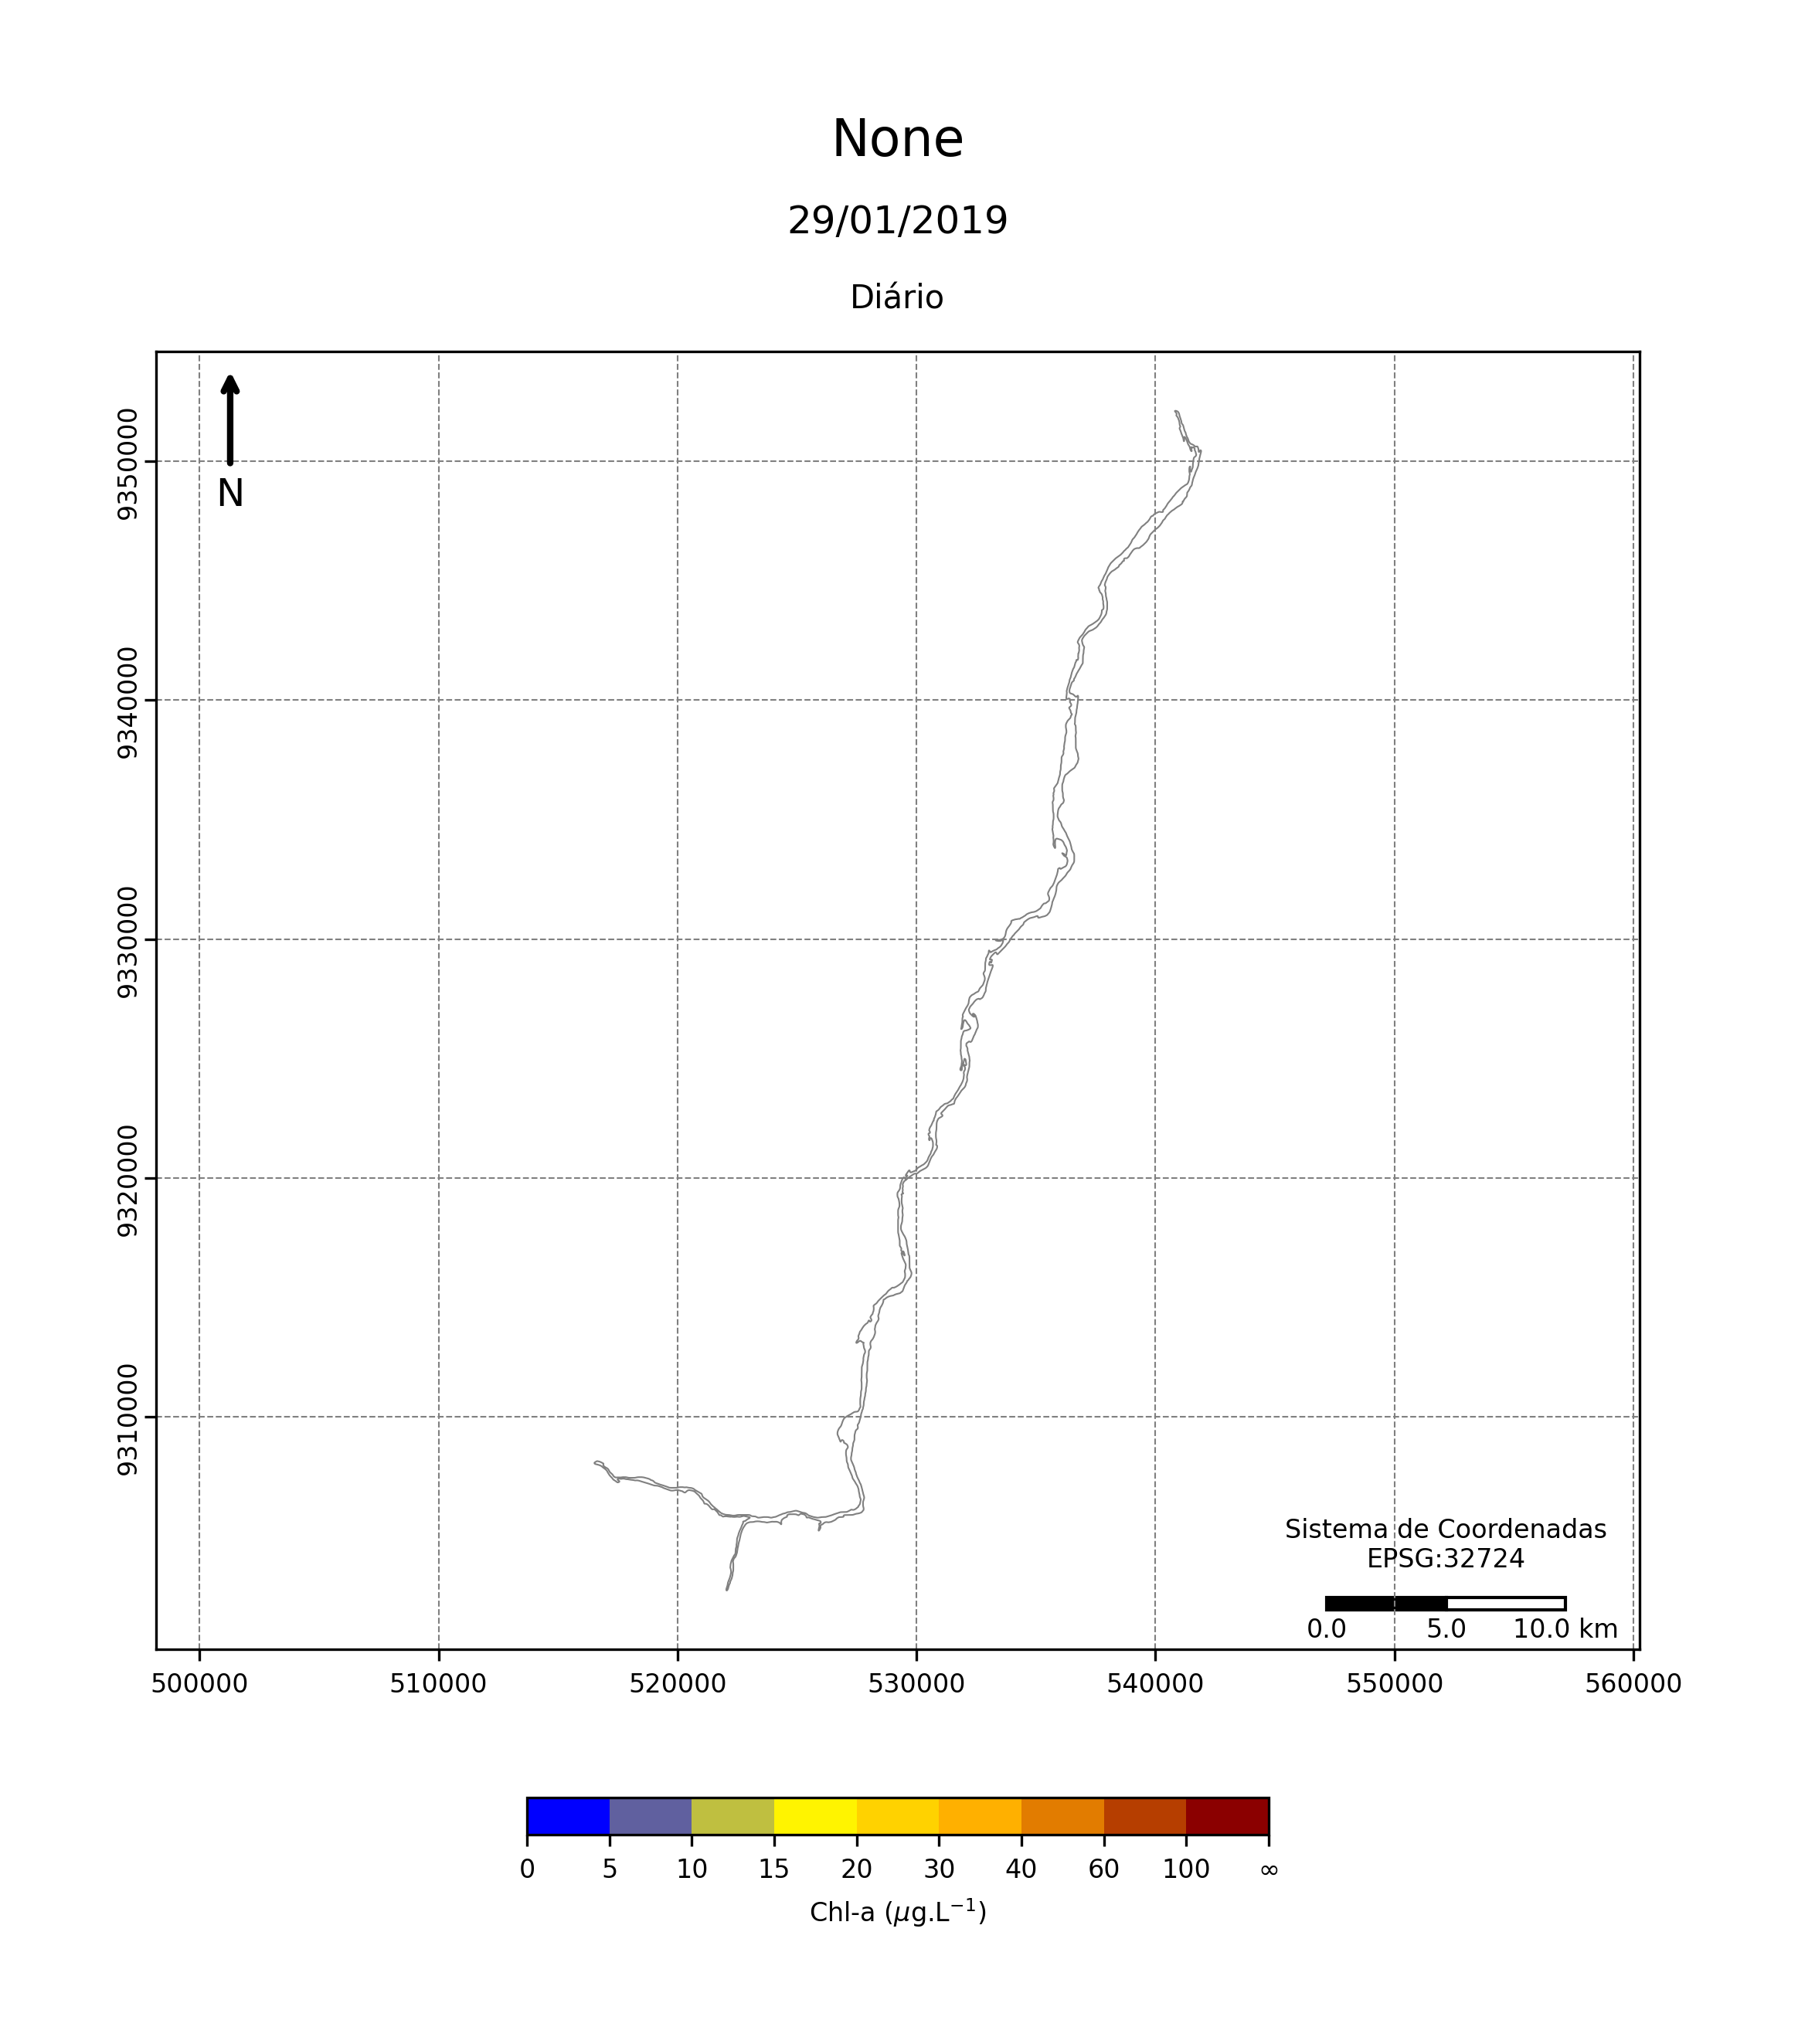 None
29/01/2019
Diário
N
9350000
9340000
9330000
9320000
9310000
Sistema de Coordenadas
EPSG:32724
0.0 5.0 10.0 km
500000 510000 520000 530000 540000 550000 560000
0 5 10 15 20 30 40 60 100 ∞
Chl-a (μg.L⁻¹)